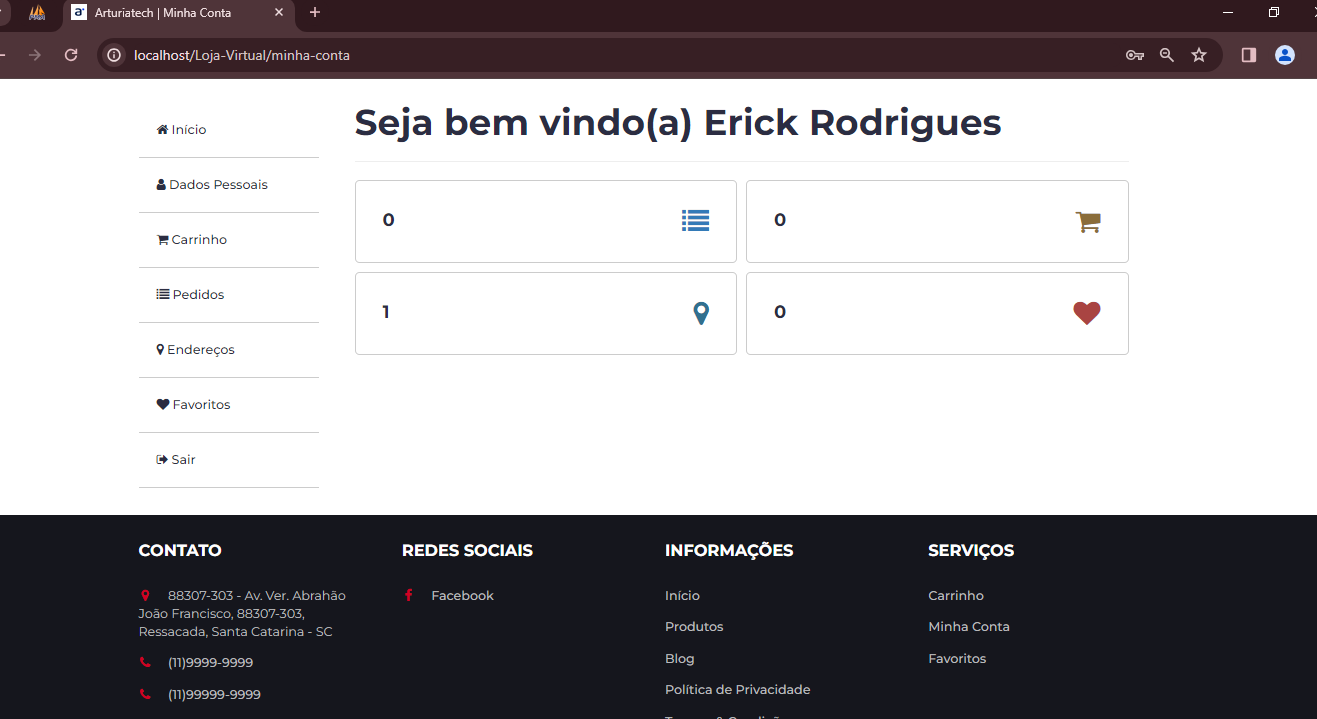 Arturiatech | Minha Conta
localhost/Loja-Virtual/minha-conta
Início
Dados Pessoais
Carrinho
Pedidos
Endereços
Favoritos
Sair
Seja bem vindo(a) Erick Rodrigues
0
0
1
0
CONTATO
88307-303 - Av. Ver. Abrahão
João Francisco, 88307-303,
Ressacada, Santa Catarina - SC
(11)9999-9999
(11)99999-9999
REDES SOCIAIS
Facebook
INFORMAÇÕES
Início
Produtos
Blog
Política de Privacidade
SERVIÇOS
Carrinho
Minha Conta
Favoritos